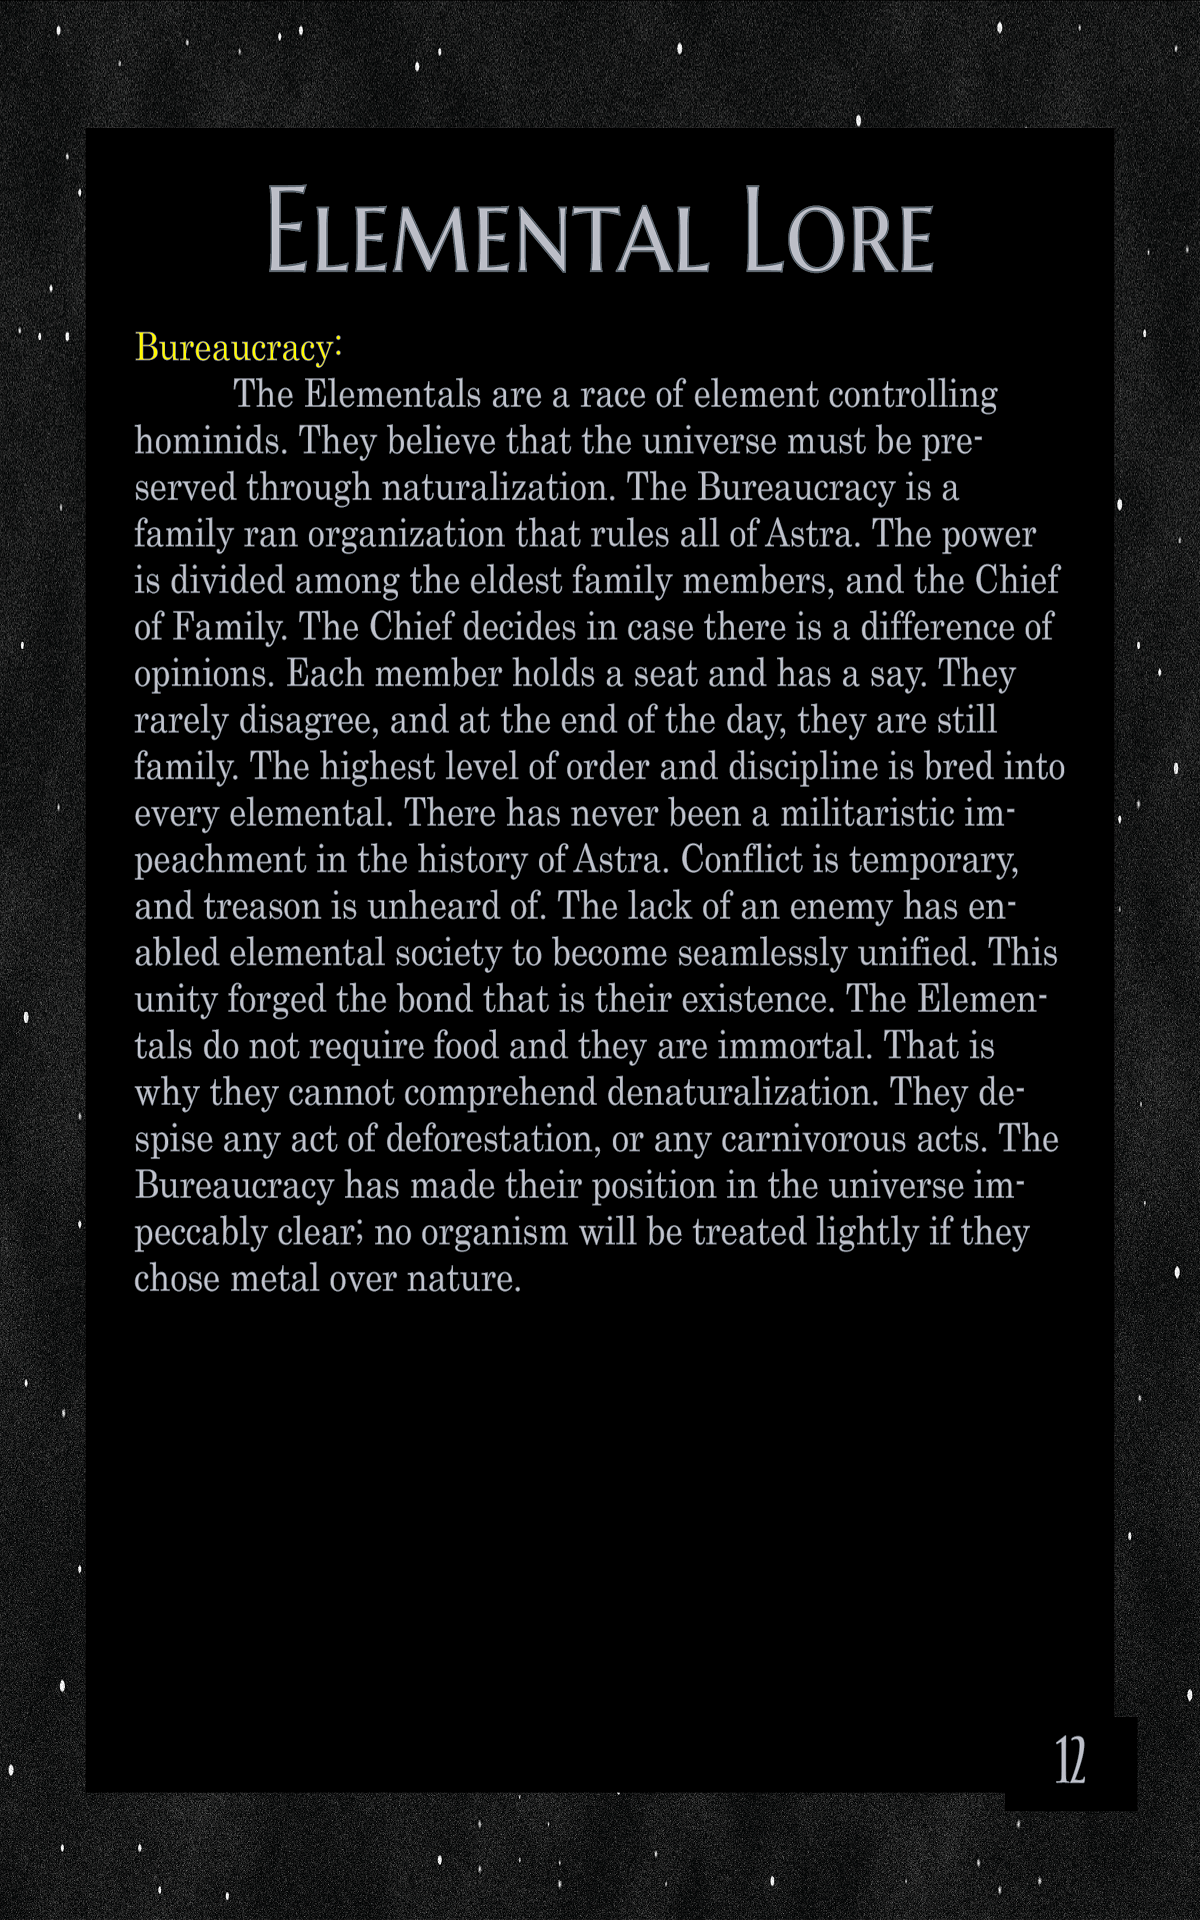 Elemental Lore
Bureaucracy:
The Elementals are a race of element controlling
hominids. They believe that the universe must be pre-
served through naturalization. The Bureaucracy is a
family ran organization that rules all of Astra. The power
is divided among the eldest family members, and the Chief
of Family. The Chief decides in case there is a difference of
opinions. Each member holds a seat and has a say. They
rarely disagree, and at the end of the day, they are still
family. The highest level of order and discipline is bred into
every elemental. There has never been a militaristic im-
peachment in the history of Astra. Conflict is temporary,
and treason is unheard of. The lack of an enemy has en-
abled elemental society to become seamlessly unified. This
unity forged the bond that is their existence. The Elemen-
tals do not require food and they are immortal. That is
why they cannot comprehend denaturalization. They de-
spise any act of deforestation, or any carnivorous acts. The
Bureaucracy has made their position in the universe im-
peccably clear; no organism will be treated lightly if they
chose metal over nature.
12